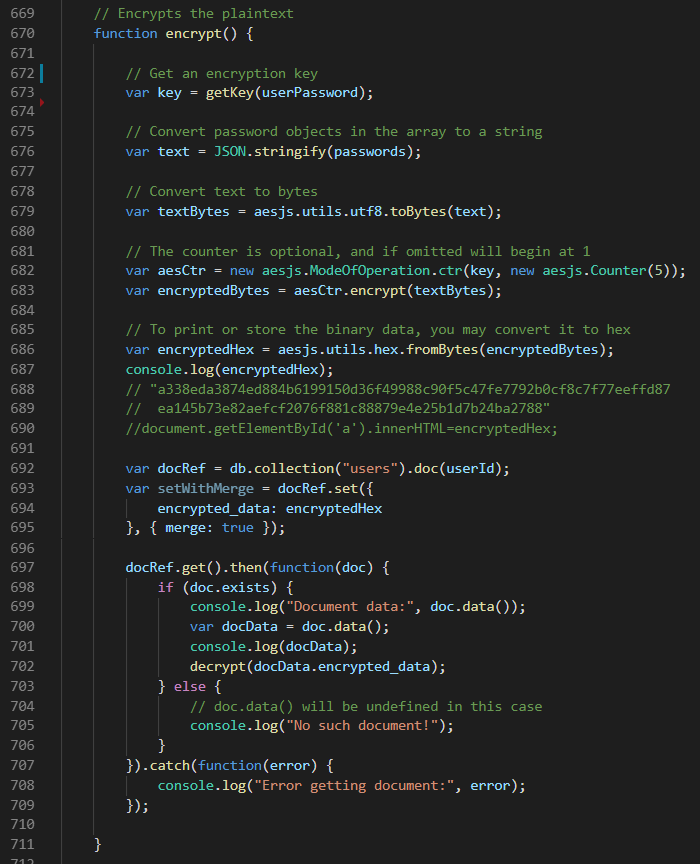 669 // Encrypts the plaintext
670 function encrypt() {
671
672 // Get an encryption key
673 var key = getKey(userPassword);
674
675 // Convert password objects in the array to a string
676 var text = JSON.stringify(passwords);
677
678 // Convert text to bytes
679 var textBytes = aesjs.utils.utf8.toBytes(text);
680
681 // The counter is optional, and if omitted will begin at 1
682 var aesCtr = new aesjs.ModeOfOperation.ctr(key, new aesjs.Counter(5));
683 var encryptedBytes = aesCtr.encrypt(textBytes);
684
685 // To print or store the binary data, you may convert it to hex
686 var encryptedHex = aesjs.utils.hex.fromBytes(encryptedBytes);
687 console.log(encryptedHex);
688 // "a338eda3874ed884b6199150d36f49988c90f5c47fe7792b0cf8c7f77eeffd87
689 //  ea145b73e82aefcf2076f881c88879e4e25b1d7b24ba2788"
690 //document.getElementById('a').innerHTML=encryptedHex;
691
692 var docRef = db.collection("users").doc(userId);
693 var setWithMerge = docRef.set({
694 encrypted_data: encryptedHex
695 }, { merge: true });
696
697 docRef.get().then(function(doc) {
698 if (doc.exists) {
699 console.log("Document data:", doc.data());
700 var docData = doc.data();
701 console.log(docData);
702 decrypt(docData.encrypted_data);
703 } else {
704 // doc.data() will be undefined in this case
705 console.log("No such document!");
706 }
707 }).catch(function(error) {
708 console.log("Error getting document:", error);
709 });
710
711 }
712